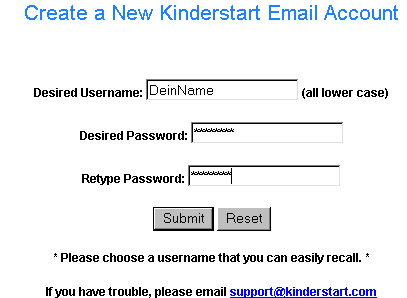 Create a New Kinderstart Email Account
Desired Username: DeinName (all lower case)
Desired Password: *********
Retype Password: *********
Submit Reset
* Please choose a username that you can easily recall. *
If you have trouble, please email support@kinderstart.com